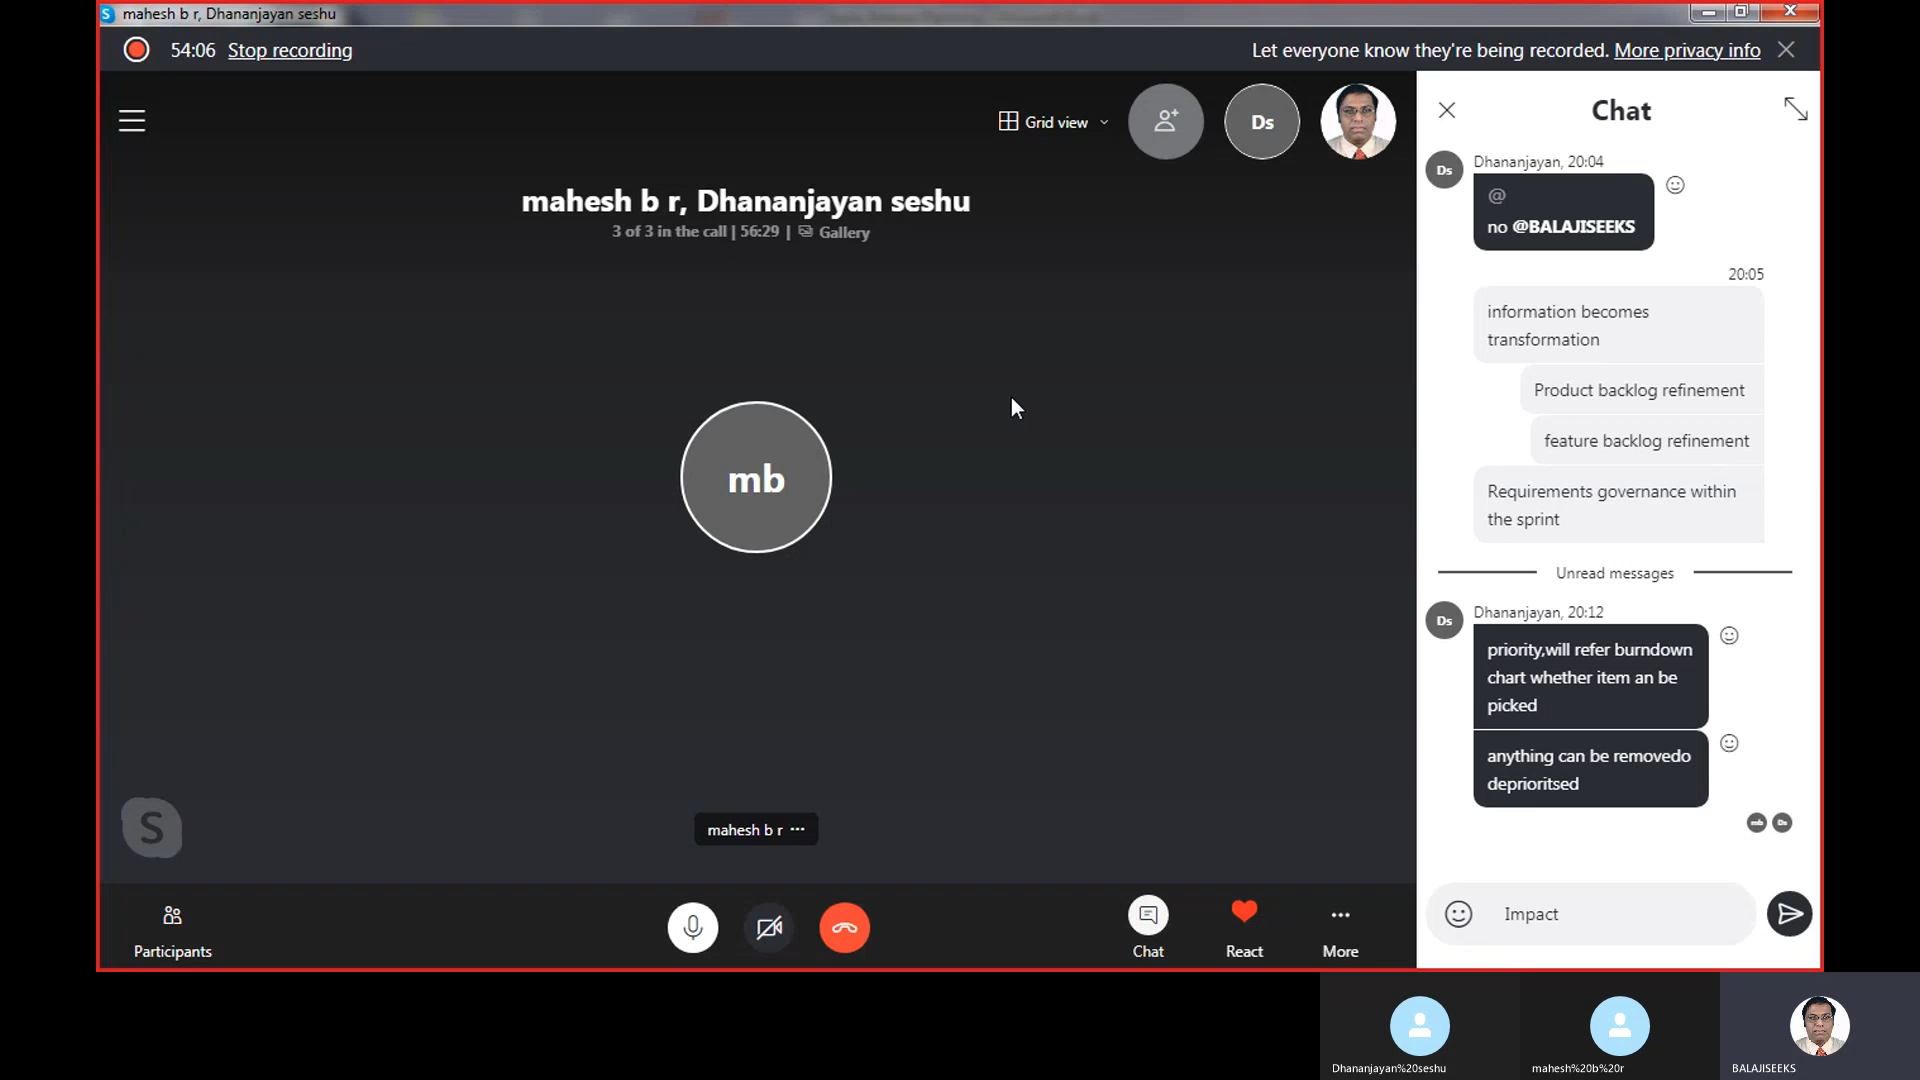 S mahesh b r, Dhananjayan seshu
54:06 Stop recording
Let everyone know they're being recorded. More privacy info
Grid view
Ds
mahesh b r, Dhananjayan seshu
3 of 3 in the call | 56:29 | Gallery
mb
mahesh b r ···
S
Participants
Chat
React
More
Chat
Ds
Dhananjayan, 20:04
@
no @BALAJISEEKS
20:05
information becomes
transformation
Product backlog refinement
feature backlog refinement
Requirements governance within
the sprint
Unread messages
Ds
Dhananjayan, 20:12
priority,will refer burndown
chart whether item an be
picked
anything can be removedo
deprioritsed
mb Ds
Impact
Dhananjayan%20seshu
mahesh%20b%20r
BALAJISEEKS